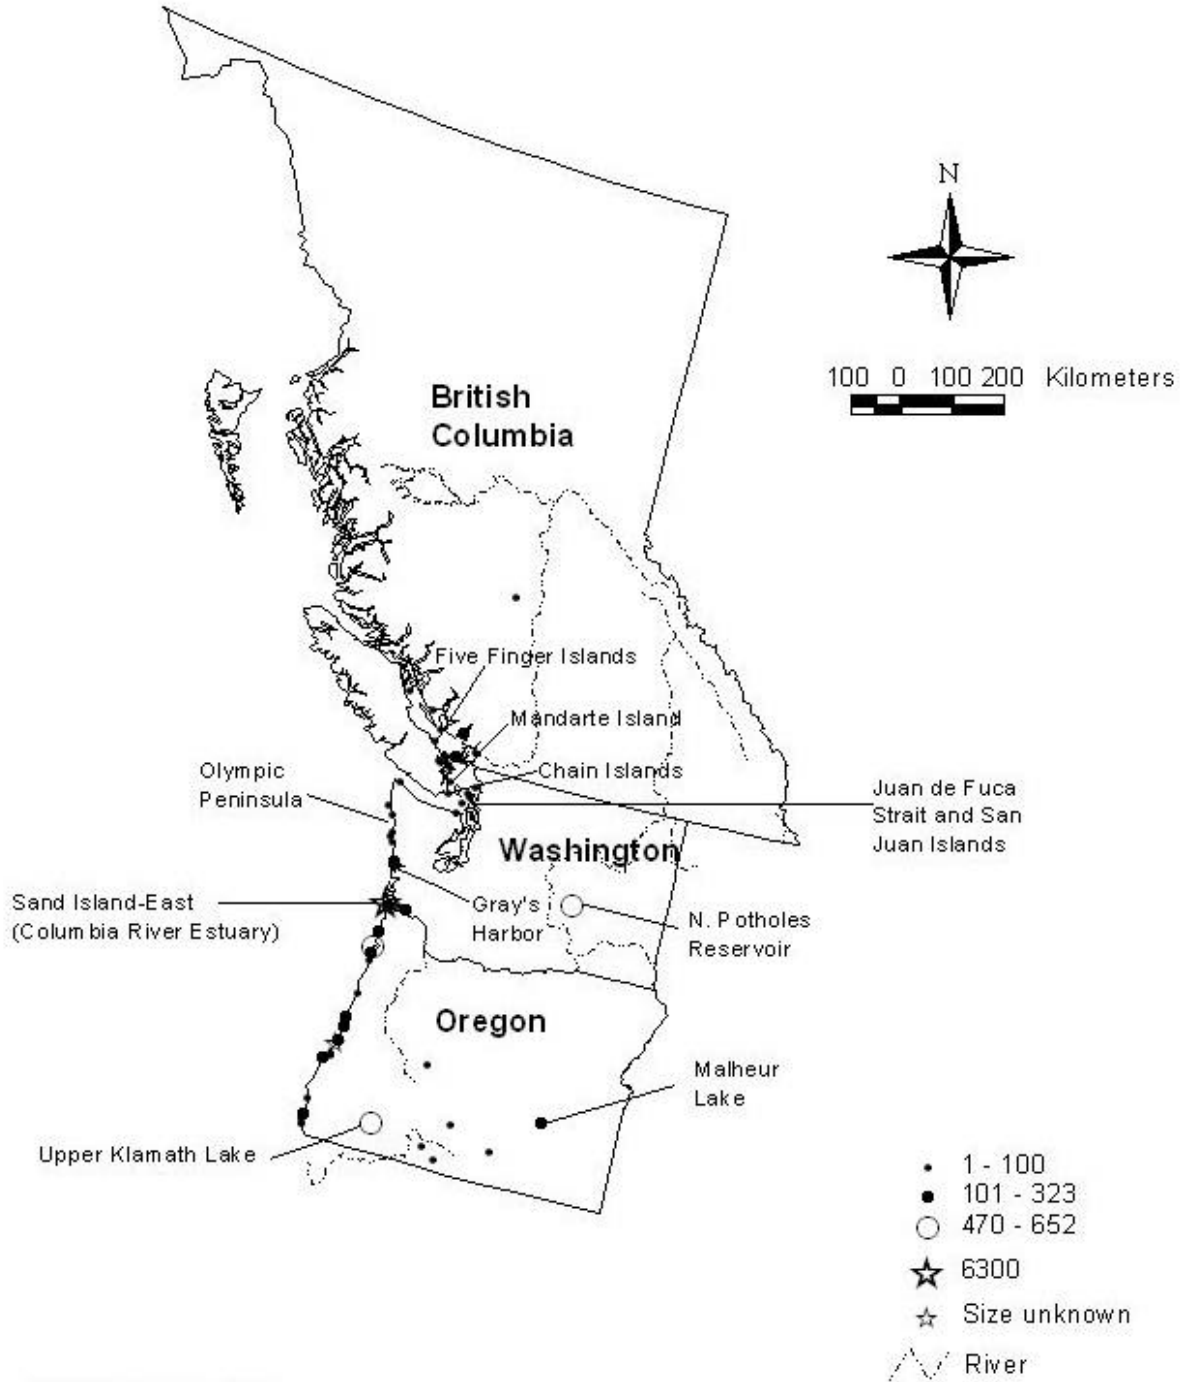 N
100 0 100 200 Kilometers
British
Columbia
Five Finger Islands
Mandarte Island
Chain Islands
Olympic
Peninsula
Juan de Fuca
Strait and San
Juan Islands
Washington
Sand Island-East
(Columbia River Estuary)
Gray's
Harbor
N. Potholes
Reservoir
Oregon
Malheur
Lake
Upper Klamath Lake
1 - 100
101 - 323
470 - 652
6300
Size unknown
River